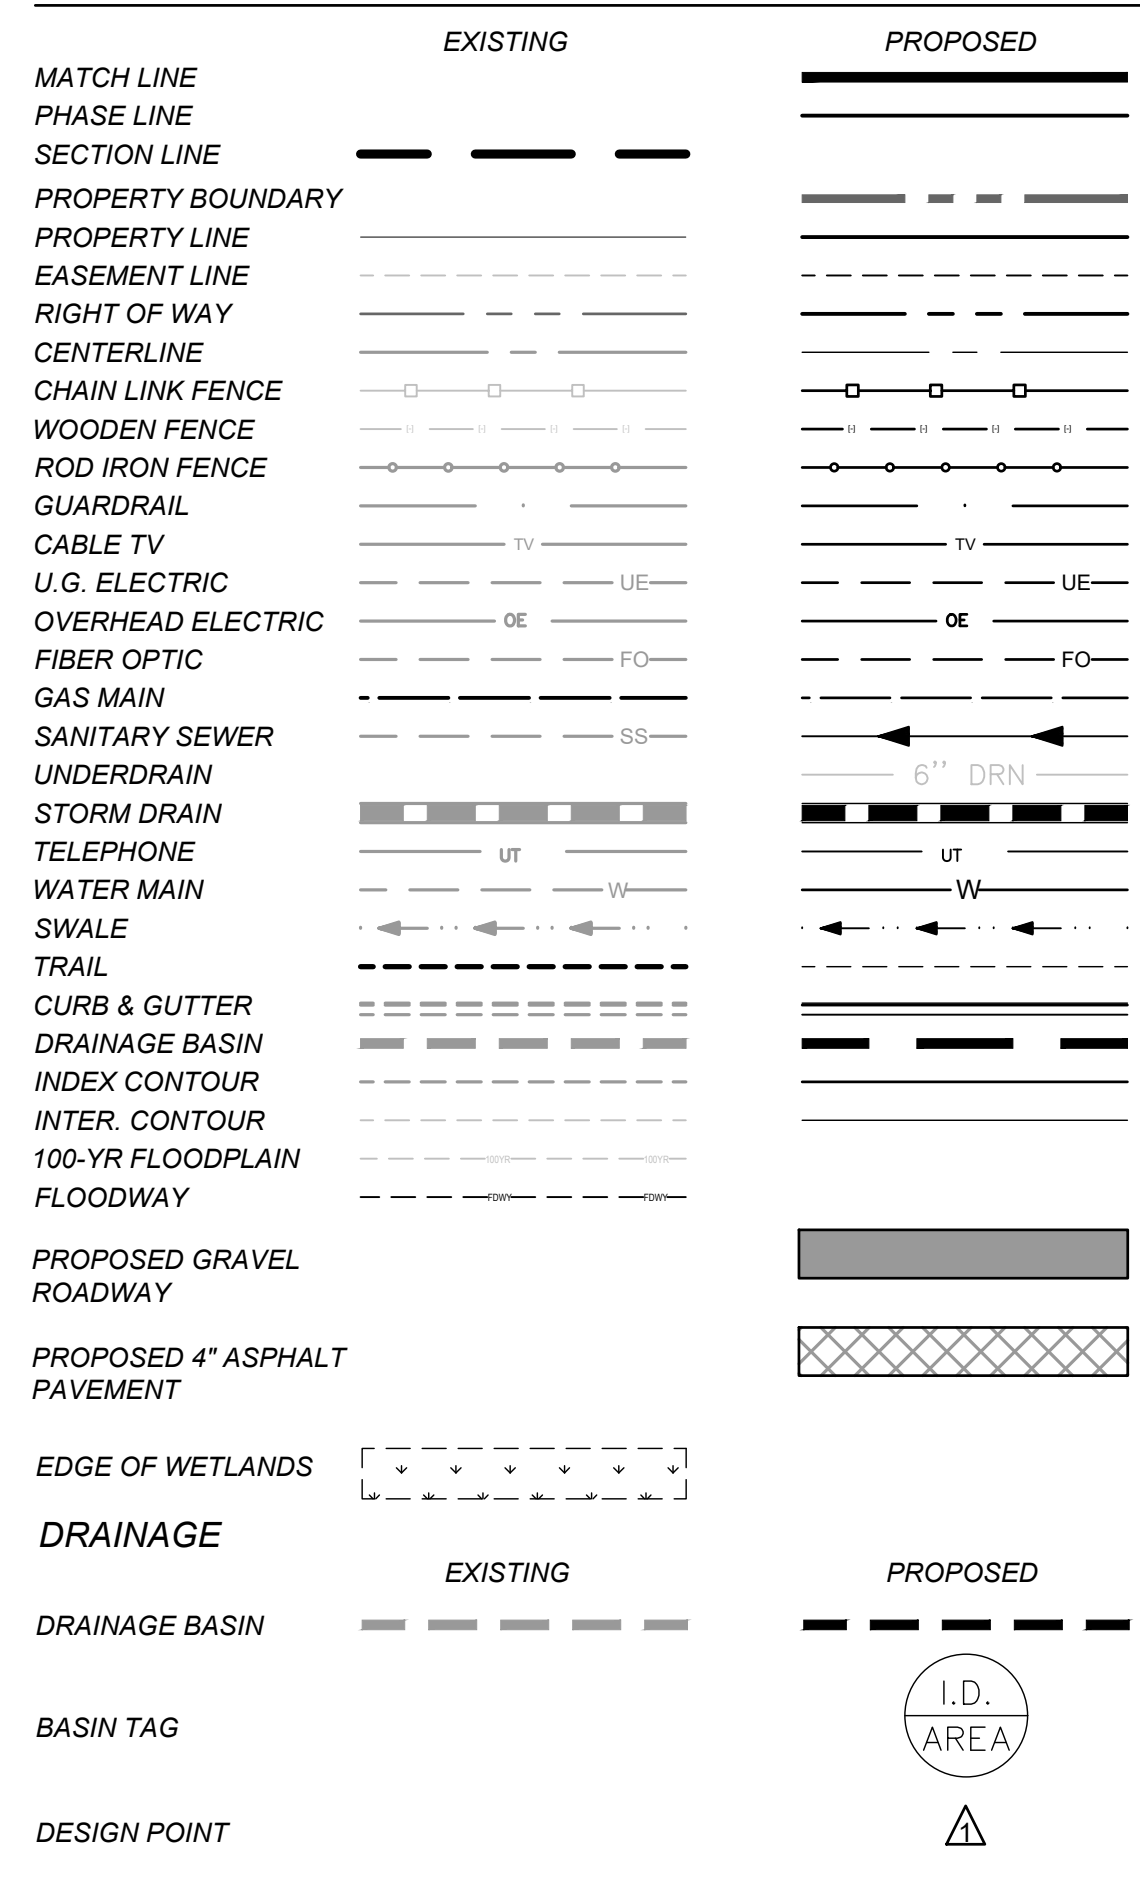 EXISTING PROPOSED
MATCH LINE
PHASE LINE
SECTION LINE
PROPERTY BOUNDARY
PROPERTY LINE
EASEMENT LINE
RIGHT OF WAY
CENTERLINE
CHAIN LINK FENCE
WOODEN FENCE [-] [-] [-] [-] [-] [-] [-] [-]
ROD IRON FENCE
GUARDRAIL
CABLE TV TV TV
U.G. ELECTRIC UE UE
OVERHEAD ELECTRIC OE OE
FIBER OPTIC FO FO
GAS MAIN
SANITARY SEWER SS
UNDERDRAIN 6'' DRN
STORM DRAIN
TELEPHONE UT UT
WATER MAIN W W
SWALE
TRAIL
CURB & GUTTER
DRAINAGE BASIN
INDEX CONTOUR
INTER. CONTOUR
100-YR FLOODPLAIN 100YR 100YR
FLOODWAY FDWY FDWY
PROPOSED GRAVEL
ROADWAY
PROPOSED 4" ASPHALT
PAVEMENT
EDGE OF WETLANDS
DRAINAGE
EXISTING PROPOSED
DRAINAGE BASIN
I.D.
BASIN TAG AREA
DESIGN POINT 1